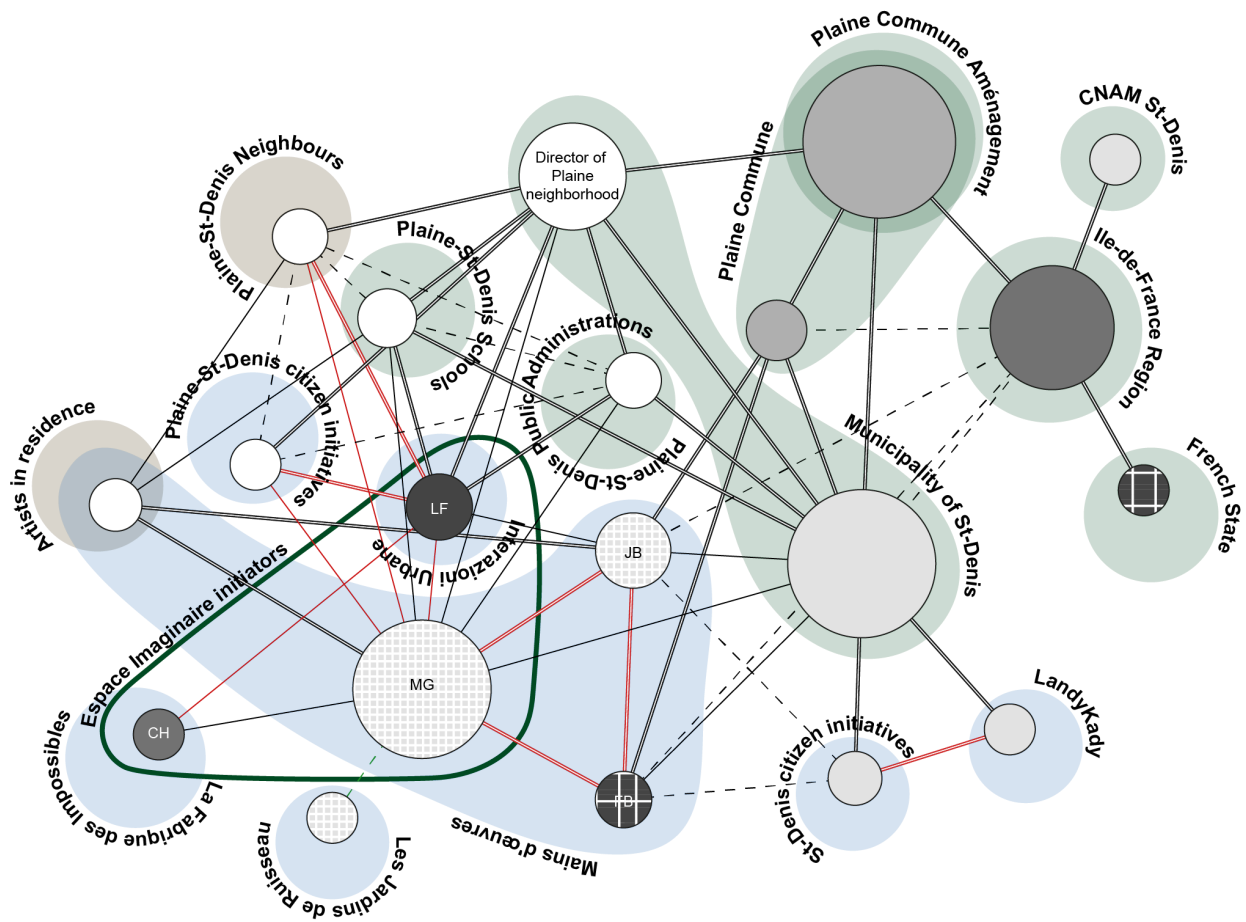 Plaine Commune Aménagement
CNAM St-Denis
Plaine Commune
Director of
Plaine
neighborhood
Plaine-St-Denis Neighbours
Plaine-St-Denis Schools
Ile-de-France Region
Plaine-St-Denis Public Administrations
Plaine-St-Denis citizen initiatives
Artists in residence
Municipality of St-Denis
French State
LF
Interazioni Urbane
JB
Espace Imaginaire initiators
MG
CH
La Fabrique des Impossibles
LandyKady
St-Denis citizen initiatives
FB
Mains d'œuvres
Les Jardins de Ruisseau